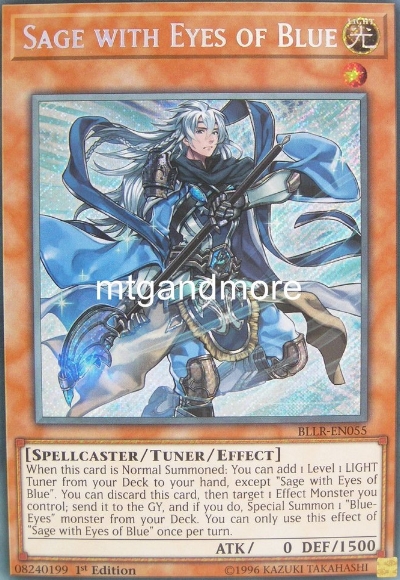 SAGE WITH EYES OF BLUE
LIGHT
光
mtgandmore
BLLR-EN055
[SPELLCASTER/TUNER/EFFECT]
When this card is Normal Summoned: You can add 1 Level 1 LIGHT
Tuner from your Deck to your hand, except "Sage with Eyes of
Blue". You can discard this card, then target 1 Effect Monster you
control; send it to the GY, and if you do, Special Summon 1 "Blue-
Eyes" monster from your Deck. You can only use this effect of
"Sage with Eyes of Blue" once per turn.
ATK/ 0 DEF/1550
08240199 1st Edition ©1996 KAZUKI TAKAHASHI